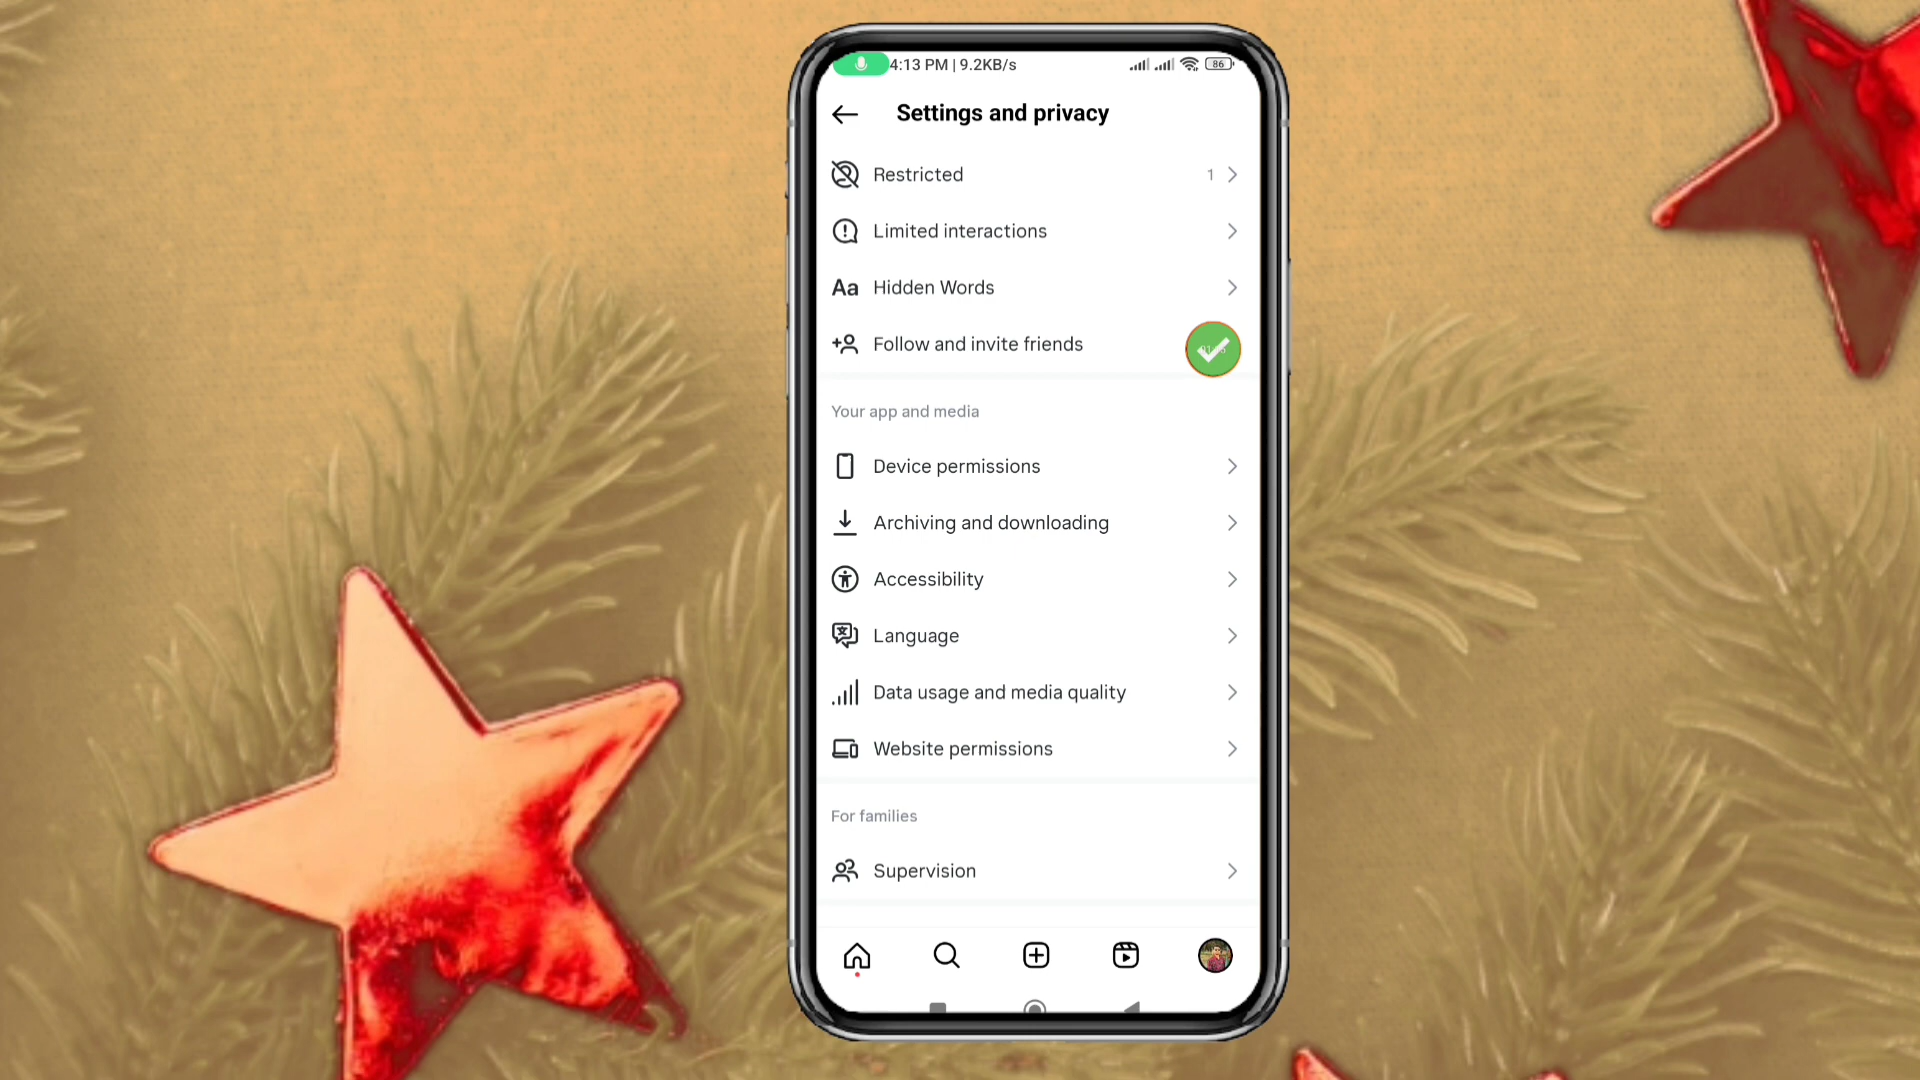 4:13 PM | 9.2KB/s
86
Settings and privacy
Restricted 1
Limited interactions
Aa Hidden Words
Follow and invite friends
Your app and media
Device permissions
Archiving and downloading
Accessibility
Language
Data usage and media quality
Website permissions
For families
Supervision